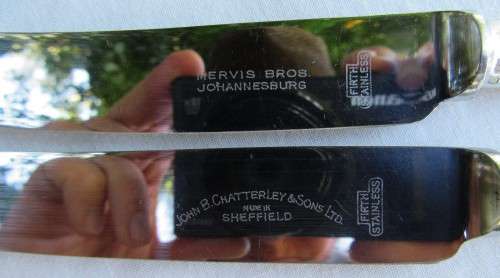 MERVIS BROS.
JOHANNESBURG
FIRTH
STAINLESS
JOHN B. CHATTERLEY & SONS LTD.
MADE IN
SHEFFIELD
FIRTH
STAINLESS